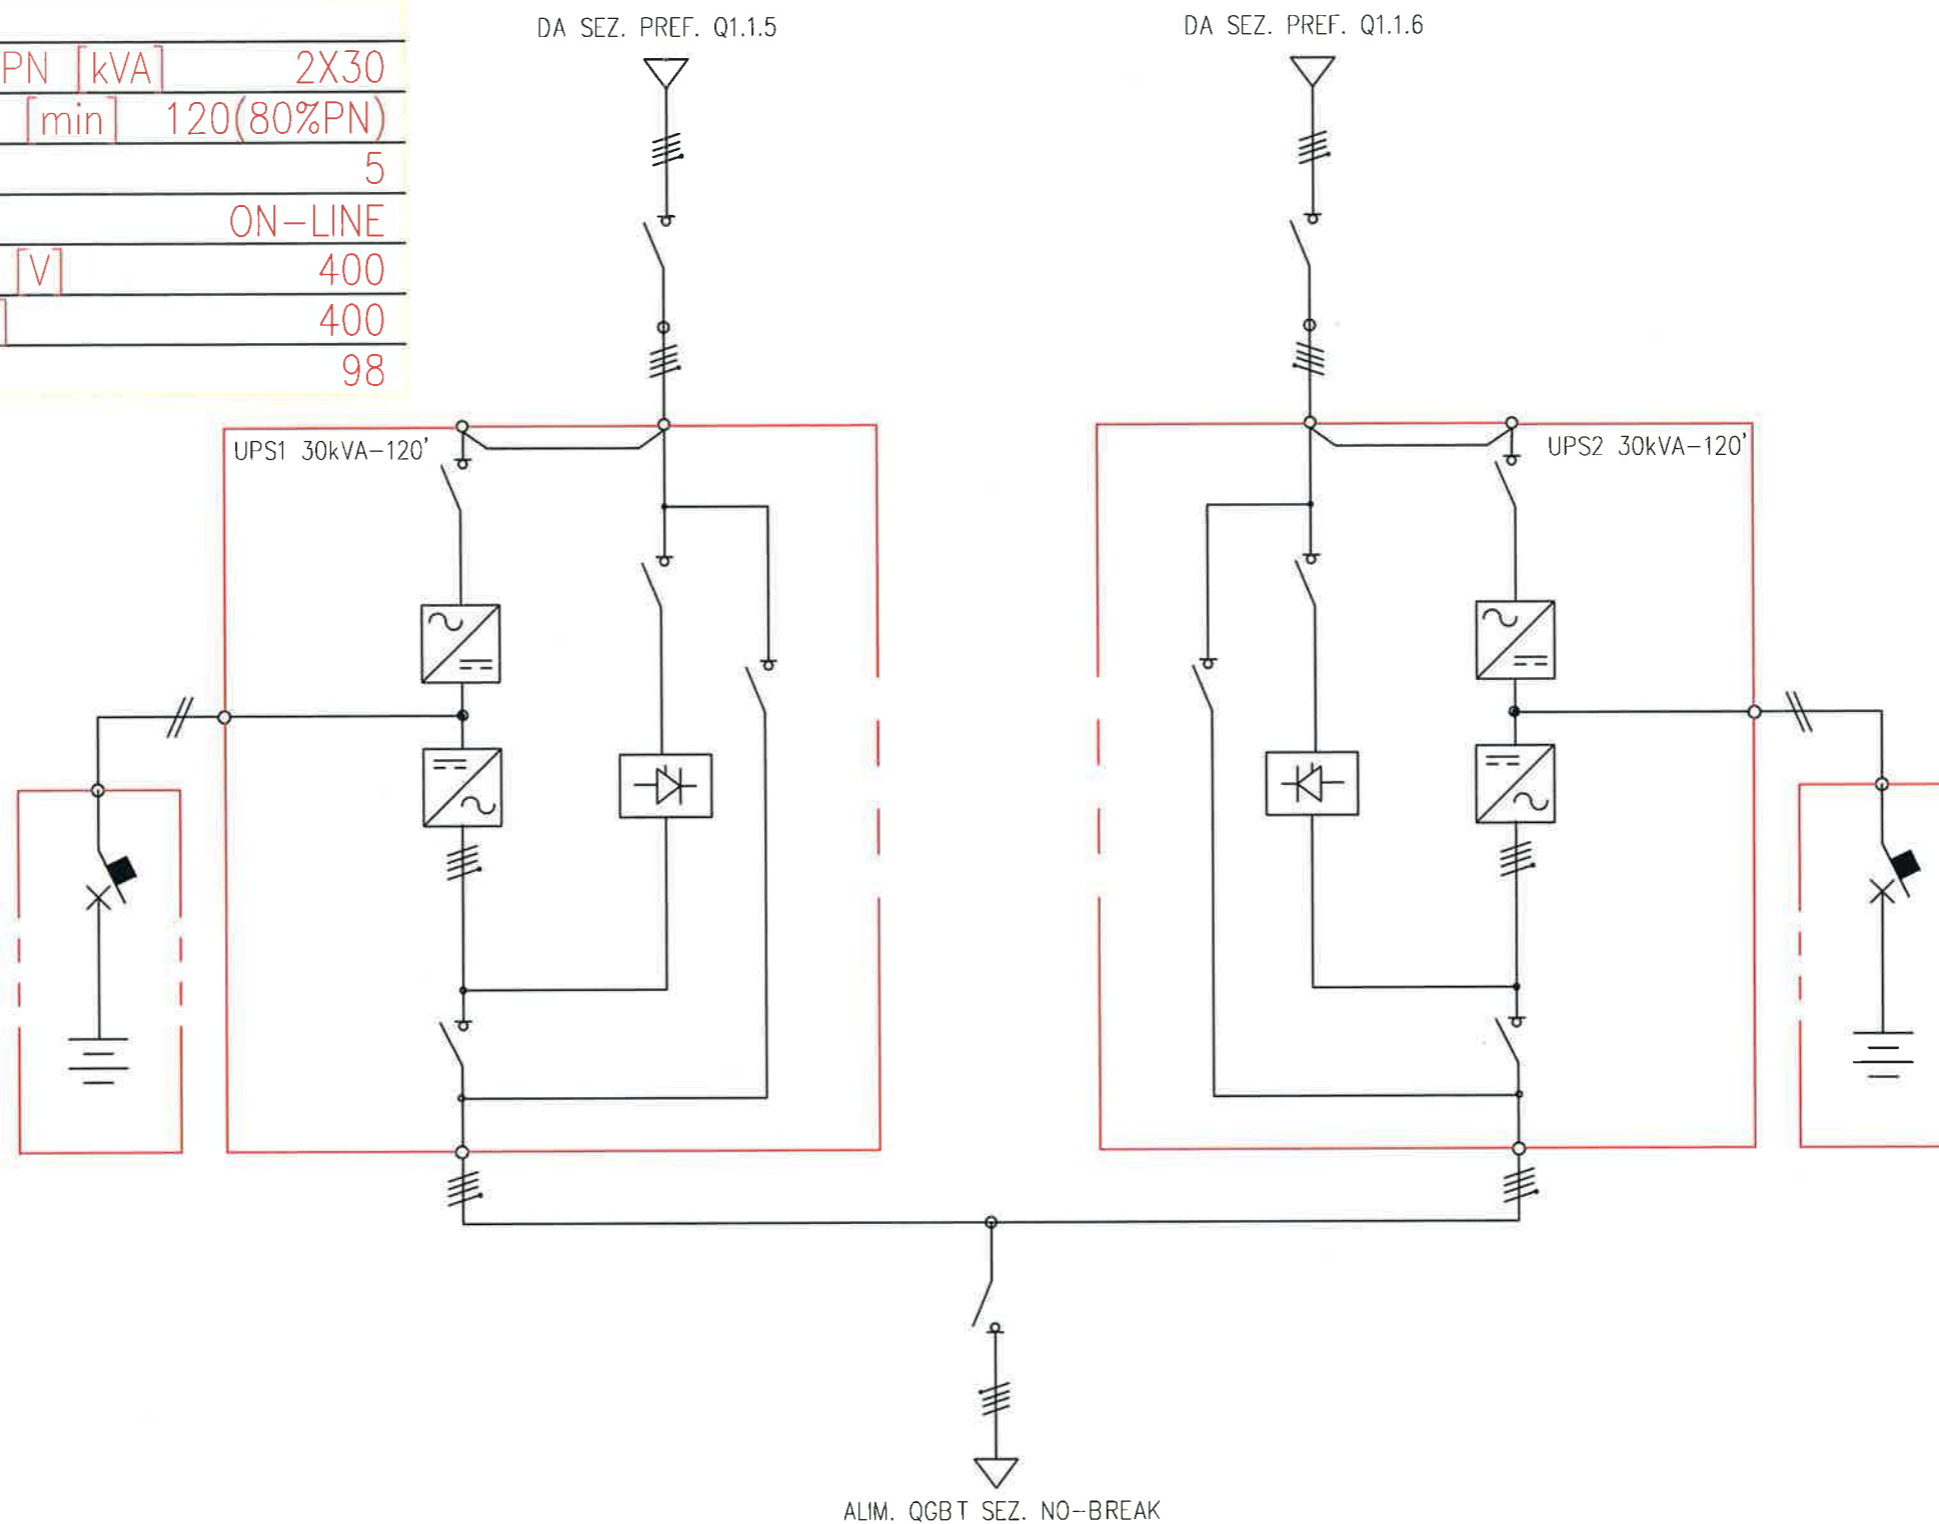 DA SEZ. PREF. Q1.1.5
DA SEZ. PREF. Q1.1.6
PN [kVA] 2X30
[min] 120(80%PN)
5
ON-LINE
[V] 400
] 400
98
UPS1 30kVA-120'
UPS2 30kVA-120'
ALIM. QGBT SEZ. NO-BREAK